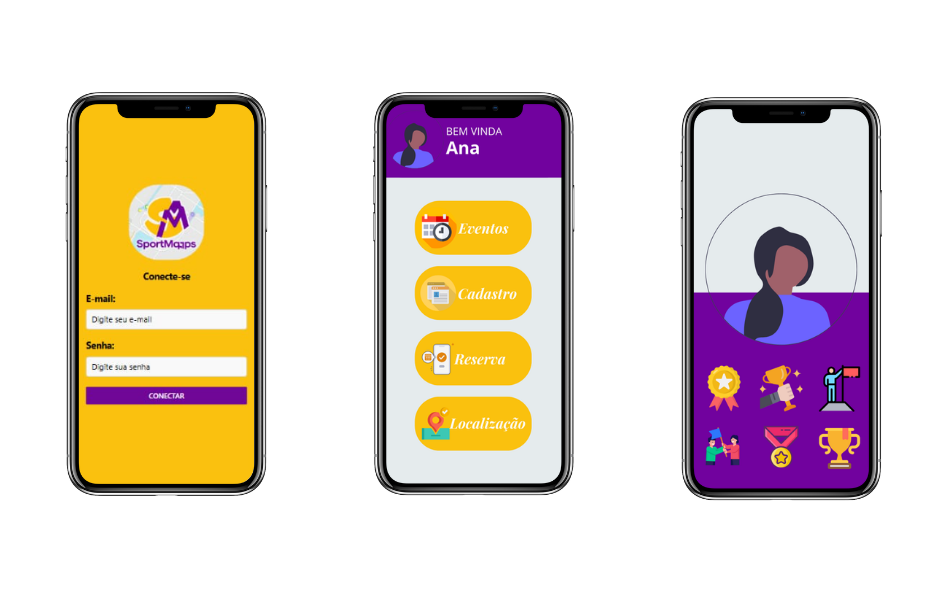 SM
SportMaaps
Conecte-se
E-mail:
Digite seu e-mail
Senha:
Digite sua senha
CONECTAR
BEM VINDA
Ana
Eventos
Cadastro
Reserva
Localização